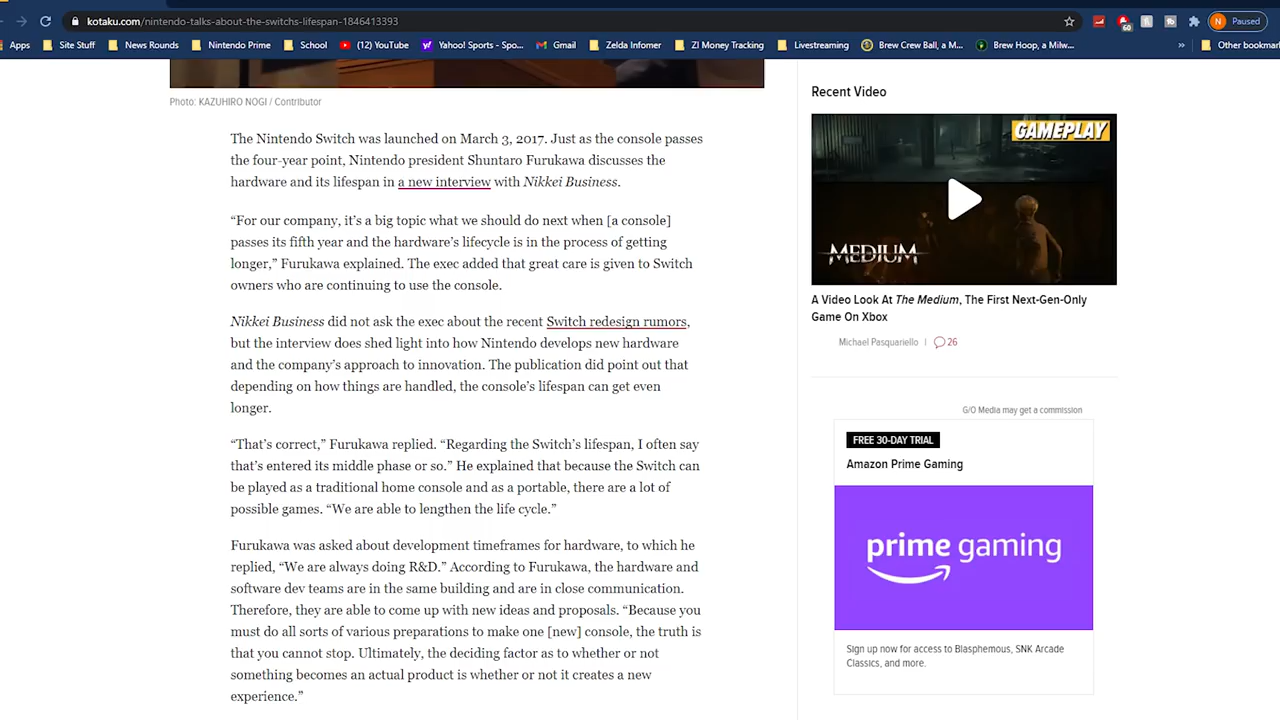 kotaku.com/nintendo-talks-about-the-switchs-lifespan-1846413393
GO
N Paused
Apps Site Stuff News Rounds Nintendo Prime School (12) YouTube Yahoo! Sports - Spo... Gmail Zelda Infomer ZI Money Tracking Livestreaming Brew Crew Ball, a M... Brew Hoop, a Milw... » Other bookmar
Photo: KAZUHIRO NOGI / Contributor
The Nintendo Switch was launched on March 3, 2017. Just as the console passes
the four-year point, Nintendo president Shuntaro Furukawa discusses the
hardware and its lifespan in a new interview with Nikkei Business.
“For our company, it’s a big topic what we should do next when [a console]
passes its fifth year and the hardware’s lifecycle is in the process of getting
longer,” Furukawa explained. The exec added that great care is given to Switch
owners who are continuing to use the console.
Nikkei Business did not ask the exec about the recent Switch redesign rumors,
but the interview does shed light into how Nintendo develops new hardware
and the company’s approach to innovation. The publication did point out that
depending on how things are handled, the console’s lifespan can get even
longer.
“That’s correct,” Furukawa replied. “Regarding the Switch’s lifespan, I often say
that’s entered its middle phase or so.” He explained that because the Switch can
be played as a traditional home console and as a portable, there are a lot of
possible games. “We are able to lengthen the life cycle.”
Furukawa was asked about development timeframes for hardware, to which he
replied, “We are always doing R&D.” According to Furukawa, the hardware and
software dev teams are in the same building and are in close communication.
Therefore, they are able to come up with new ideas and proposals. “Because you
must do all sorts of various preparations to make one [new] console, the truth is
that you cannot stop. Ultimately, the deciding factor as to whether or not
something becomes an actual product is whether or not it creates a new
experience.”
Recent Video
GAMEPLAY
MEDIUM
A Video Look At The Medium, The First Next-Gen-Only
Game On Xbox
Michael Pasquariello | 26
G/O Media may get a commission
FREE 30-DAY TRIAL
Amazon Prime Gaming
prime gaming
Sign up now for access to Blasphemous, SNK Arcade
Classics, and more.